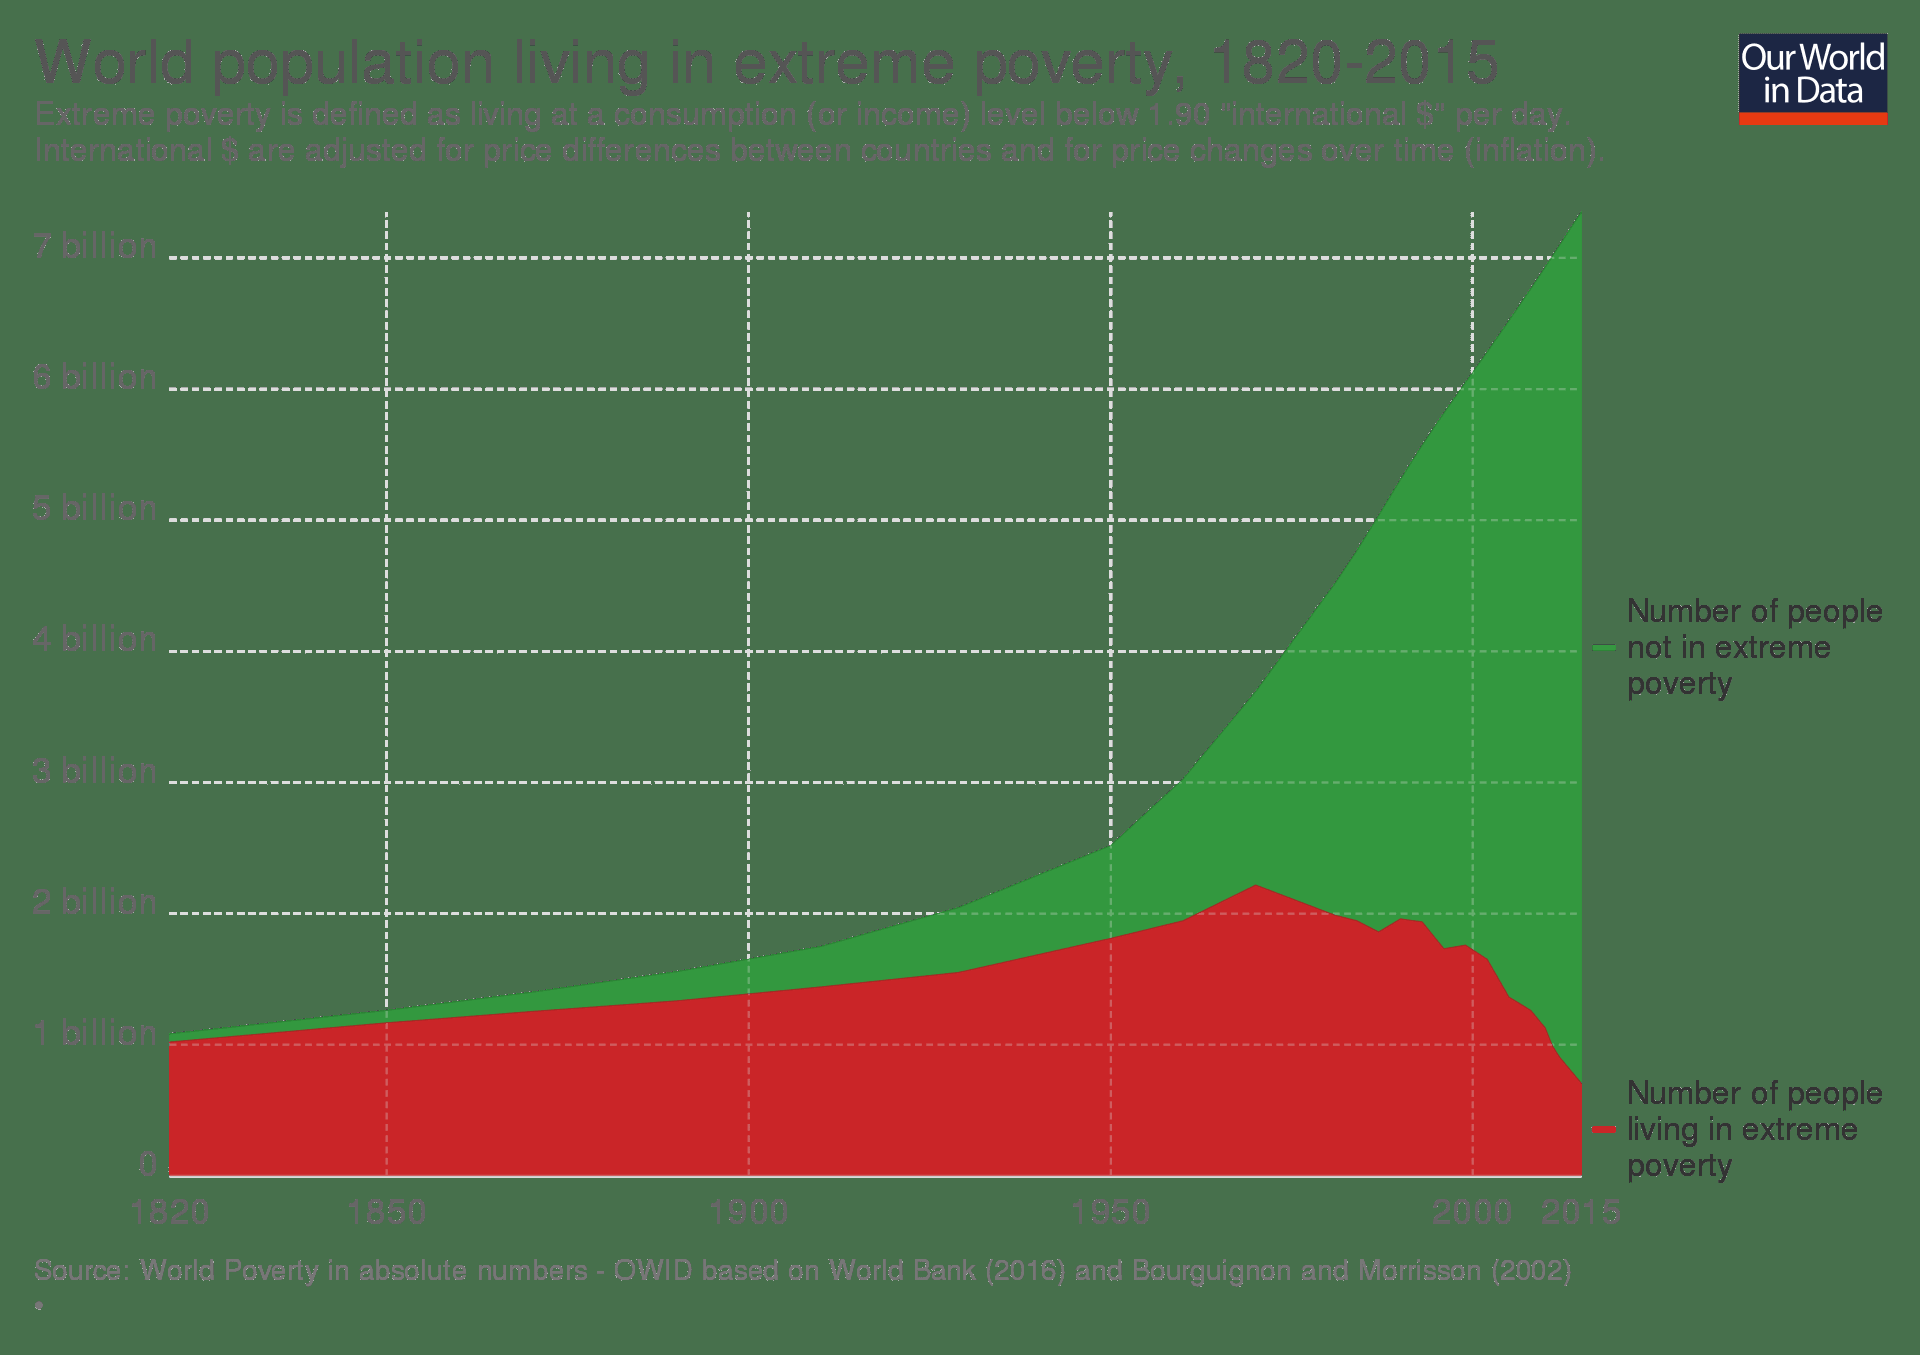 World population living in extreme poverty, 1820-2015
Our World
in Data
Extreme poverty is defined as living at a consumption (or income) level below 1.90 "international $" per day.
International $ are adjusted for price differences between countries and for price changes over time (inflation).
7 billion
6 billion
5 billion
4 billion
3 billion
2 billion
1 billion
0
Number of people
not in extreme
poverty
Number of people
living in extreme
poverty
1820 1850 1900 1950 2000 2015
Source: World Poverty in absolute numbers - OWID based on World Bank (2016) and Bourguignon and Morrisson (2002)